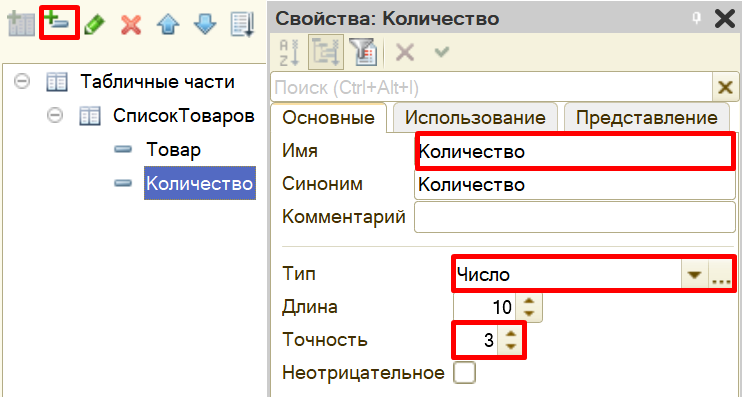 Табличные части
СписокТоваров
Товар
Количество
Свойства: Количество
A
Z
Поиск (Ctrl+Alt+I)
Основные Использование Представление
Имя Количество
Синоним Количество
Комментарий
Тип Число ...
Длина 10
Точность 3
Неотрицательное